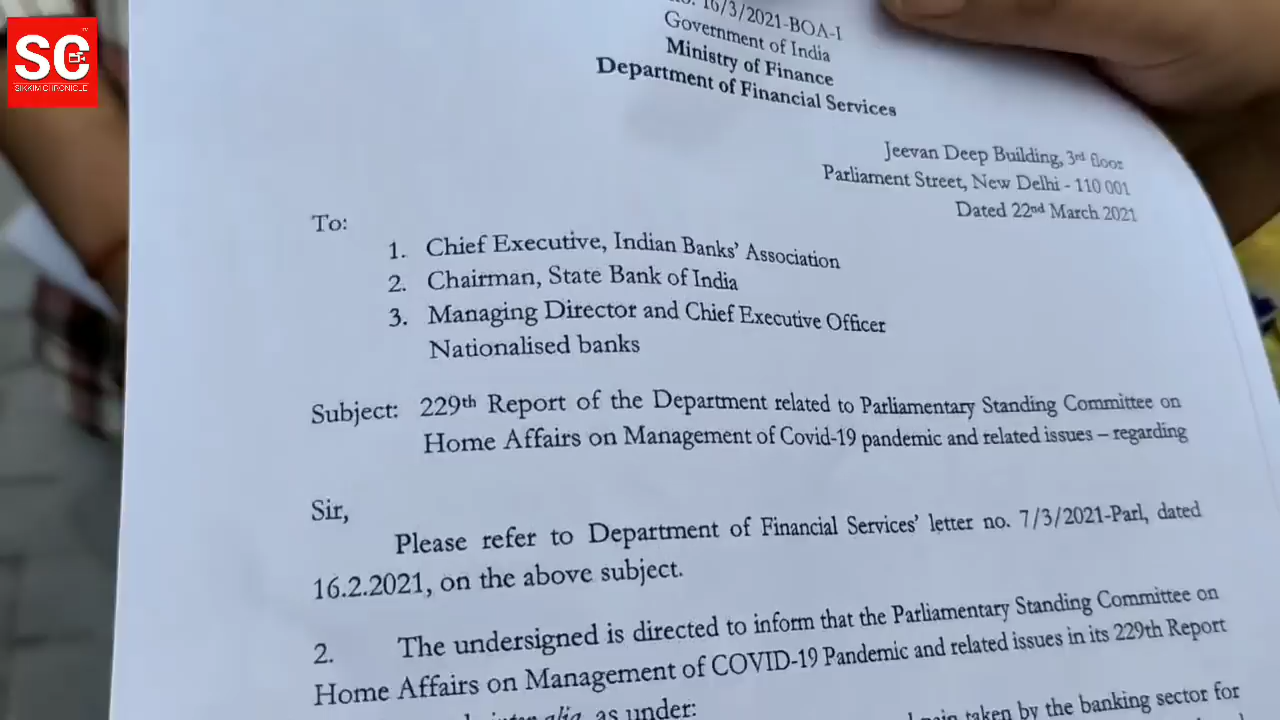 SC
SIKKIM CHRONICLE
16/3/2021-BOA-I
Government of India
Ministry of Finance
Department of Financial Services
Jeevan Deep Building, 3rd floor
Parliament Street, New Delhi - 110 001
Dated 22nd March 2021
To:
1. Chief Executive, Indian Banks' Association
2. Chairman, State Bank of India
3. Managing Director and Chief Executive Officer
Nationalised banks
Subject: 229th Report of the Department related to Parliamentary Standing Committee on
Home Affairs on Management of Covid-19 pandemic and related issues – regarding
Sir,
Please refer to Department of Financial Services' letter no. 7/3/2021-Parl, dated
16.2.2021, on the above subject.
2. The undersigned is directed to inform that the Parliamentary Standing Committee on
Home Affairs on Management of COVID-19 Pandemic and related issues in its 229th Report
inter alia, as under:
taken by the banking sector for